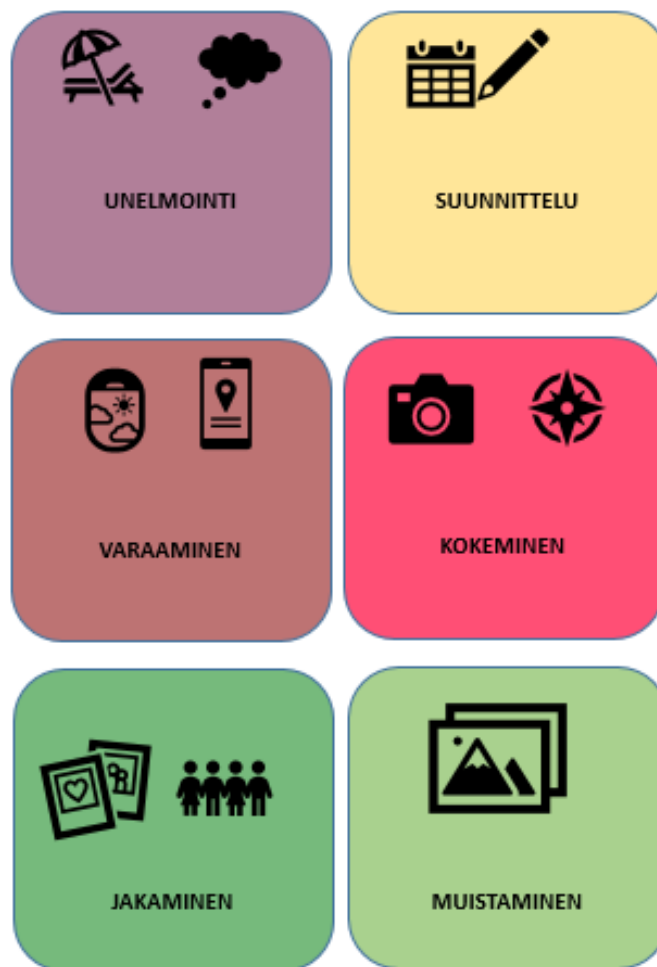 UNELMOINTI
SUUNNITTELU
VARAAMINEN
KOKEMINEN
JAKAMINEN
MUISTAMINEN